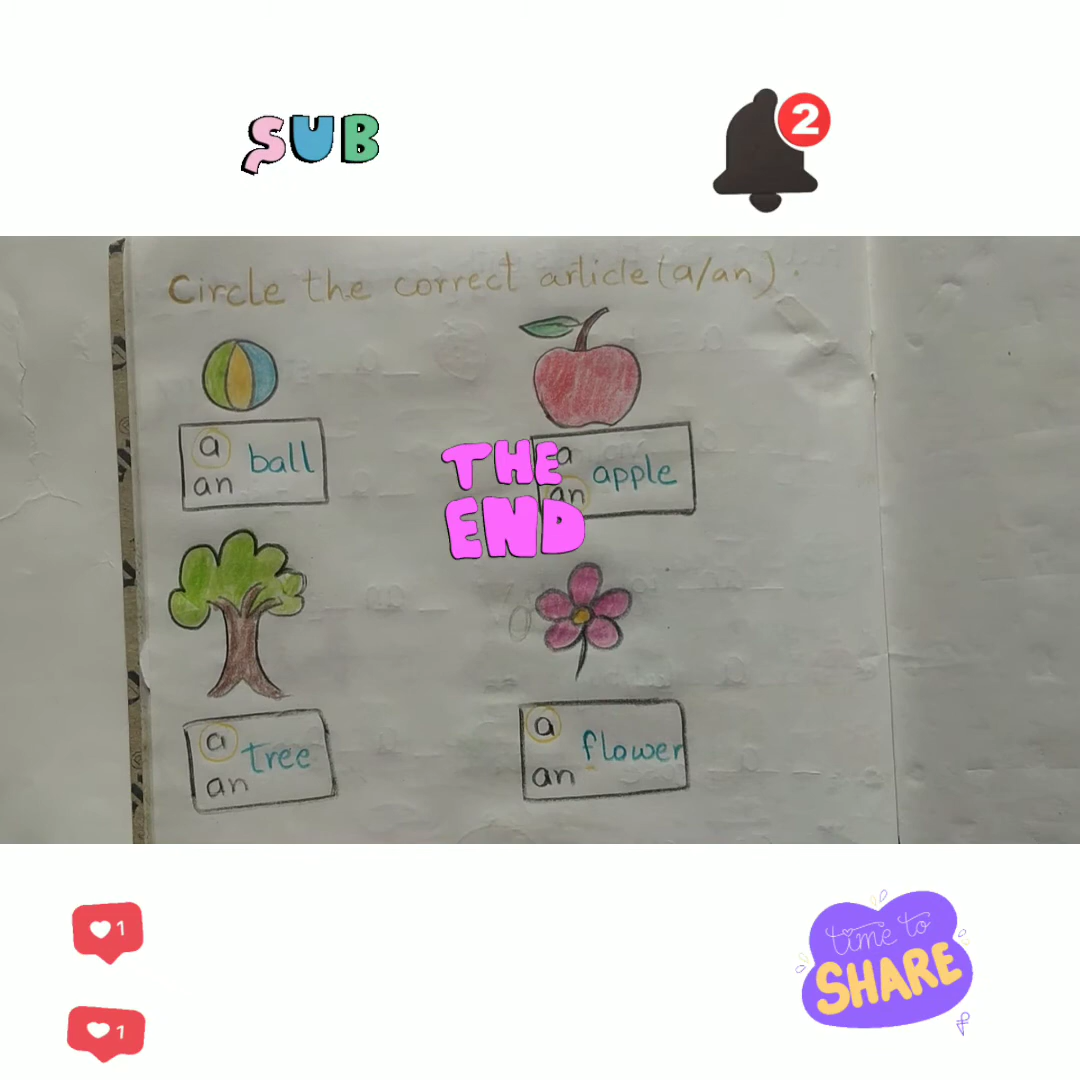 SUB
2
Circle the correct article (a/an).
a
an
ball
a
an
apple
THE
END
a
an
tree
a
an
flower
1
1
time to
SHARE